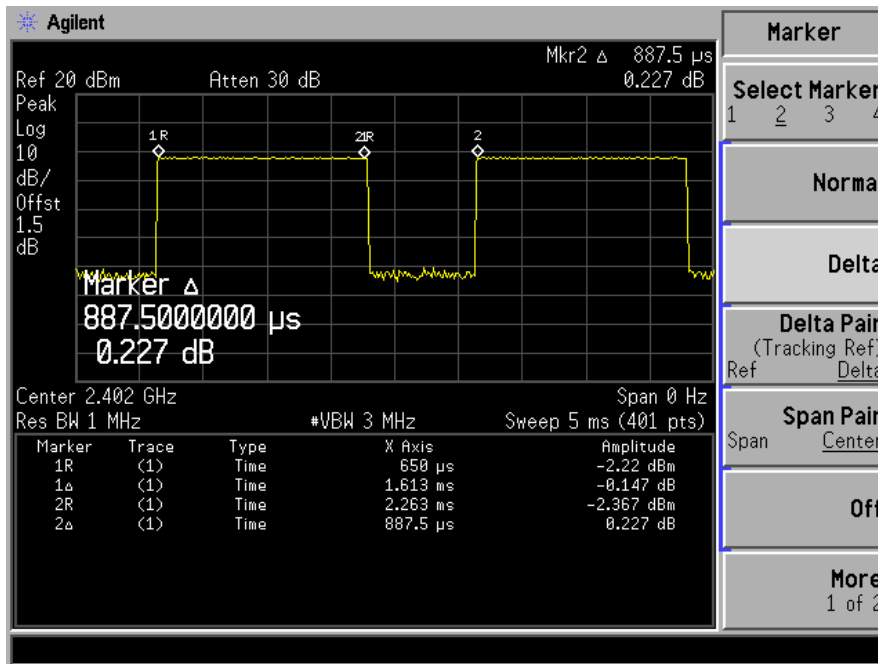 Agilent
Mkr2 Δ 887.5 µs
Ref 20 dBm Atten 30 dB 0.227 dB
Peak
Log
10
dB/
Offst
1.5
dB
1R 2
Marker Δ
887.5000000 µs
0.227 dB
Center 2.402 GHz Span 0 Hz
Res BW 1 MHz #VBW 3 MHz Sweep 5 ms (401 pts)
Marker Trace Type X Axis Amplitude
1R (1) Time 650 µs -2.22 dBm
1Δ (1) Time 1.613 ms -0.147 dB
2R (1) Time 2.263 ms -2.367 dBm
2Δ (1) Time 887.5 µs 0.227 dB
Marker
Select Marker
1 2 3 4
Norma
Delta
Delta Pair
(Tracking Ref)
Ref Delta
Span Pair
Span Center
Off
More
1 of 2